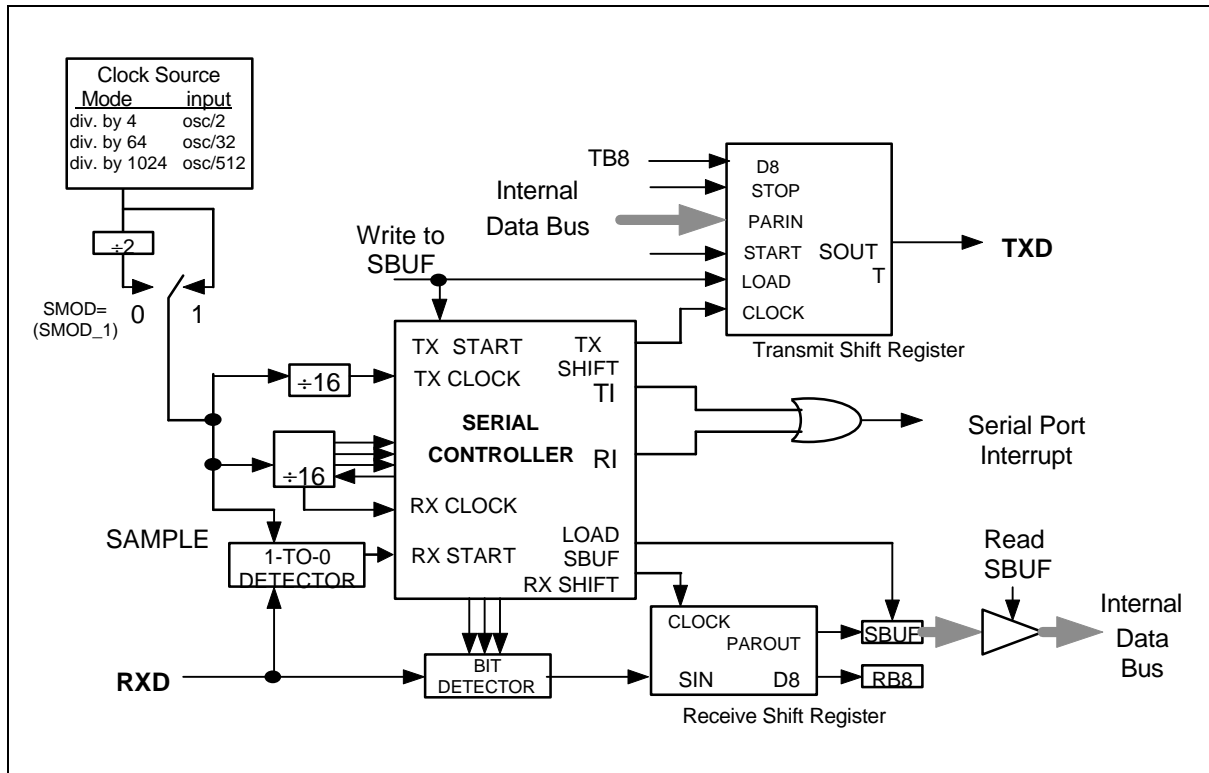 Clock Source
Mode input
div. by 4 osc/2
div. by 64 osc/32
div. by 1024 osc/512
÷2
SMOD=
(SMOD_1)
0 1
Write to
SBUF
TB8
Internal
Data Bus
D8
STOP
PARIN
START
LOAD
CLOCK
SOUT
T
TXD
Transmit Shift Register
÷16
÷16
TX START
TX CLOCK
SERIAL
CONTROLLER
RX CLOCK
RX START
TX
SHIFT
TI
RI
LOAD
SBUF
RX SHIFT
Serial Port
Interrupt
SAMPLE
1-TO-0
DETECTOR
RXD
BIT
DETECTOR
CLOCK
PAROUT
SIN D8
Receive Shift Register
SBUF
RB8
Read
SBUF
Internal
Data
Bus